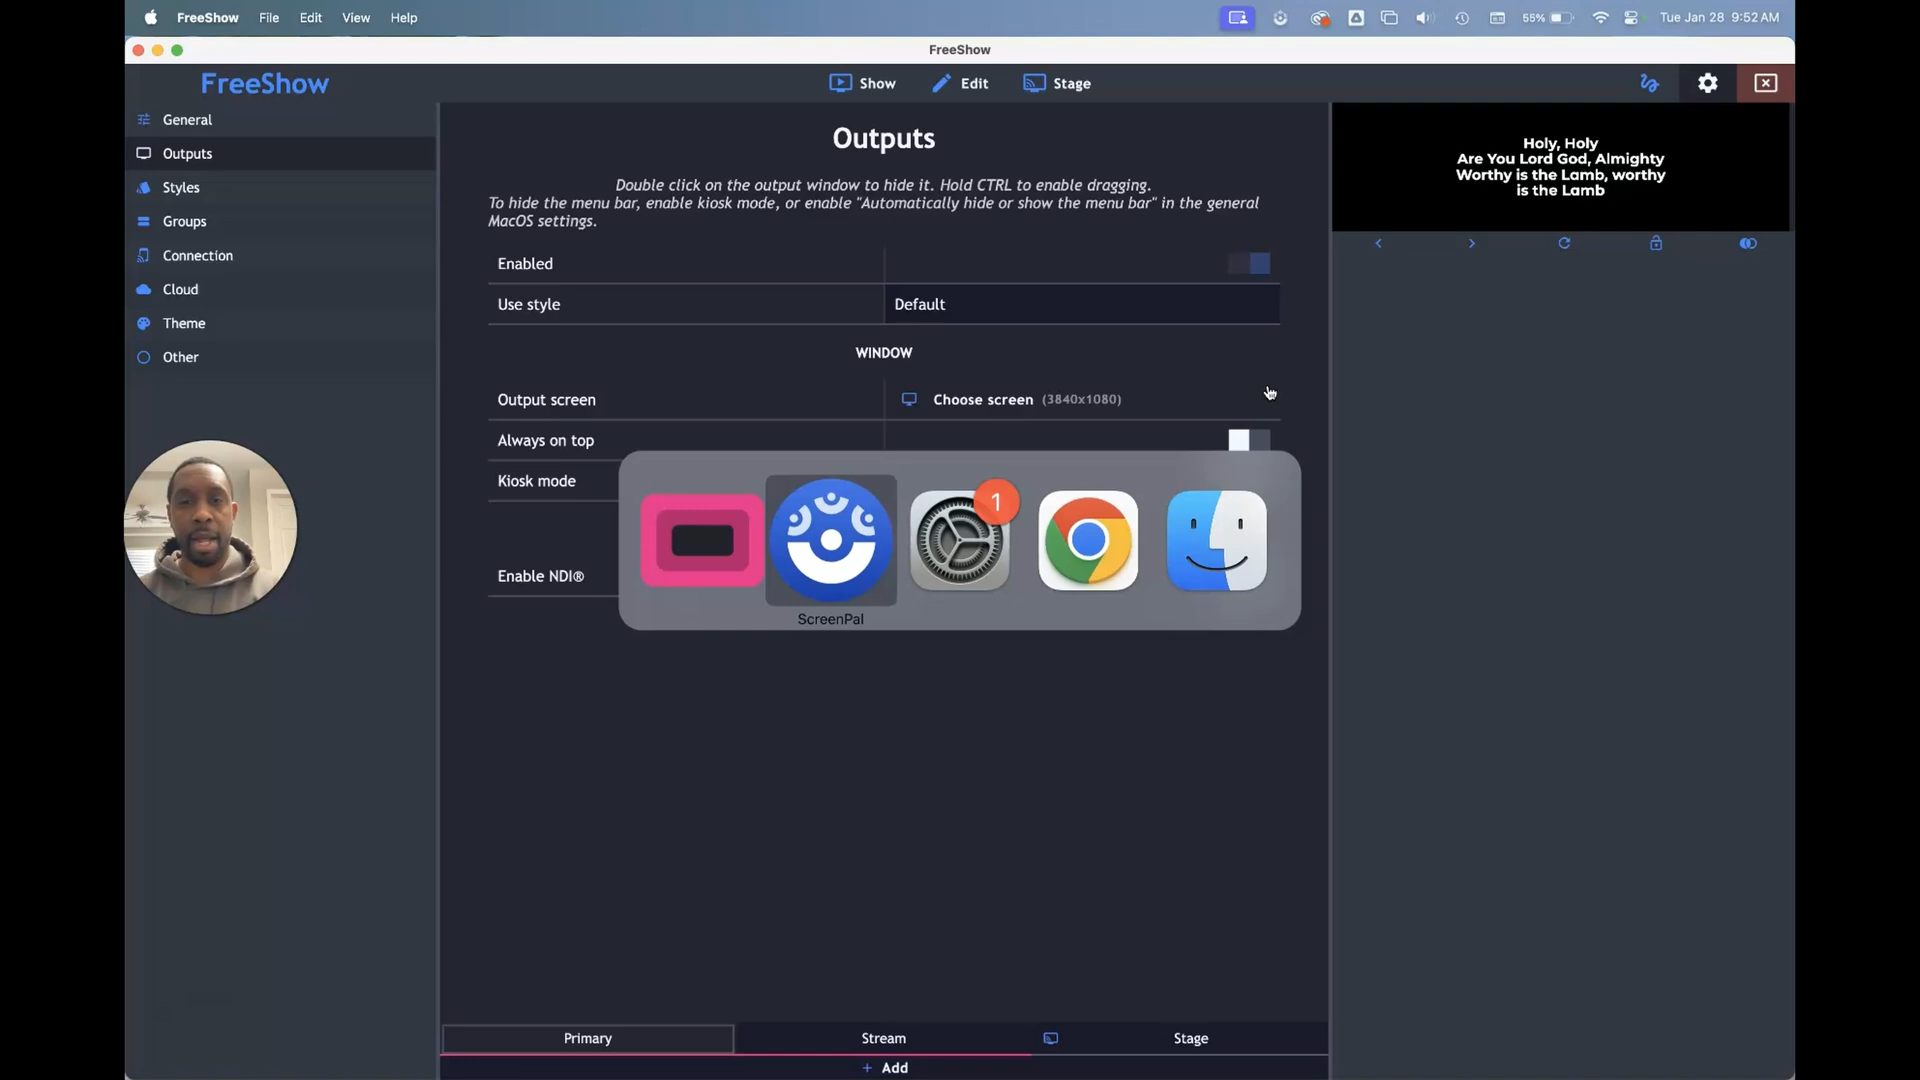 FreeShow File Edit View Help
55% Tue Jan 28 9:52 AM
FreeShow
FreeShow
Show
Edit
Stage
General
Outputs
Styles
Groups
Connection
Cloud
Theme
Other
Outputs
Double click on the output window to hide it. Hold CTRL to enable dragging.
To hide the menu bar, enable kiosk mode, or enable "Automatically hide or show the menu bar" in the general
MacOS settings.
Enabled
Use style Default
WINDOW
Output screen Choose screen (3840x1080)
Always on top
Kiosk mode
Enable NDI®
1
ScreenPal
Holy, Holy
Are You Lord God, Almighty
Worthy is the Lamb, worthy
is the Lamb
Primary Stream Stage
+ Add